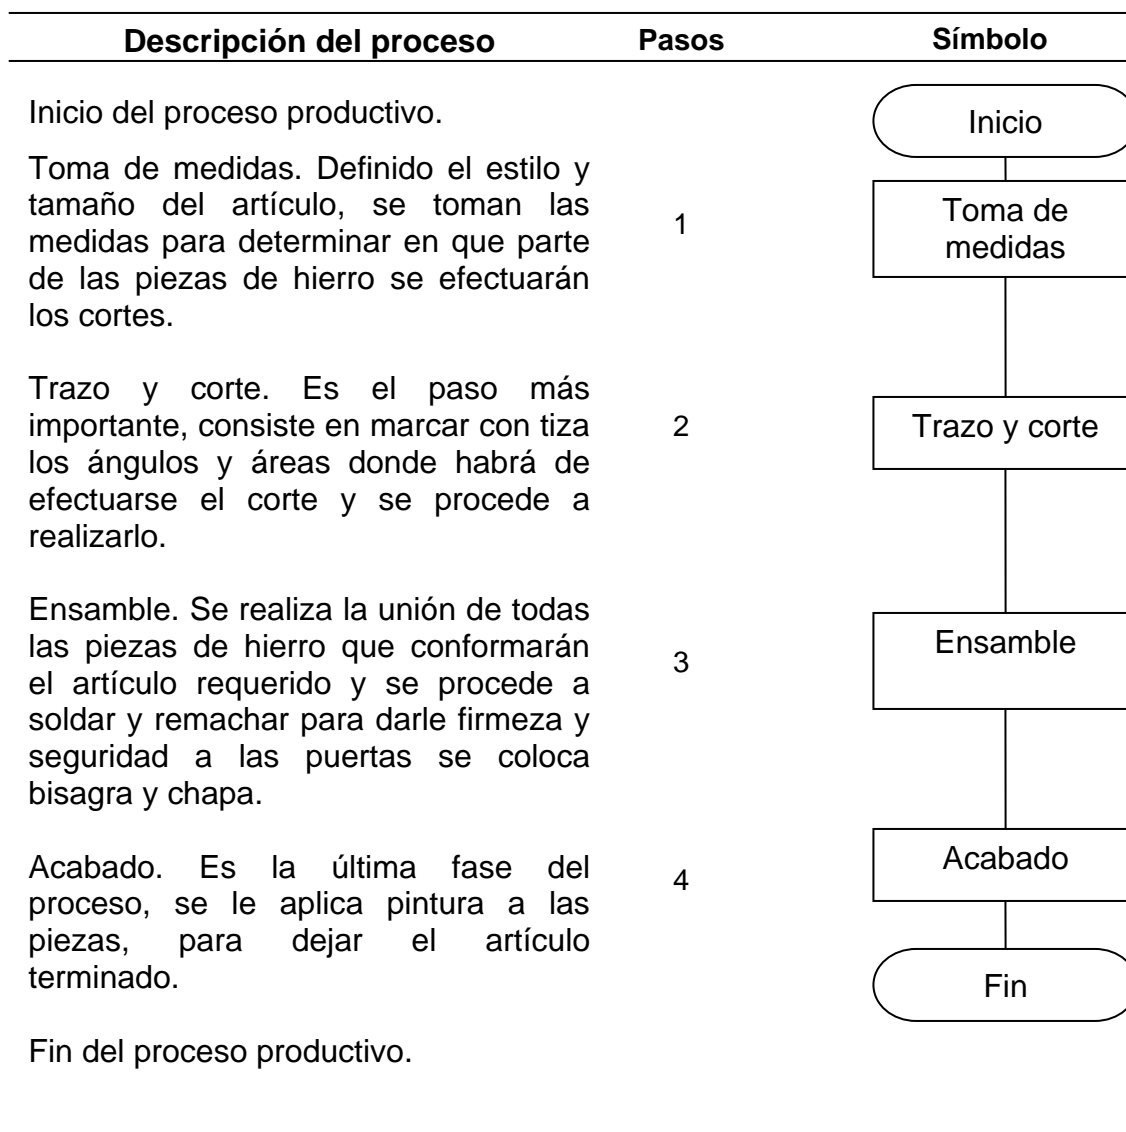 Descripción del proceso Pasos Símbolo
Inicio del proceso productivo.
Inicio
Toma de medidas. Definido el estilo y
tamaño del artículo, se toman las
medidas para determinar en que parte
de las piezas de hierro se efectuarán
los cortes.
1
Toma de
medidas
Trazo y corte. Es el paso más
importante, consiste en marcar con tiza
los ángulos y áreas donde habrá de
efectuarse el corte y se procede a
realizarlo.
2
Trazo y corte
Ensamble. Se realiza la unión de todas
las piezas de hierro que conformarán
el artículo requerido y se procede a
soldar y remachar para darle firmeza y
seguridad a las puertas se coloca
bisagra y chapa.
3
Ensamble
Acabado. Es la última fase del
proceso, se le aplica pintura a las
piezas, para dejar el artículo
terminado.
4
Acabado
Fin
Fin del proceso productivo.